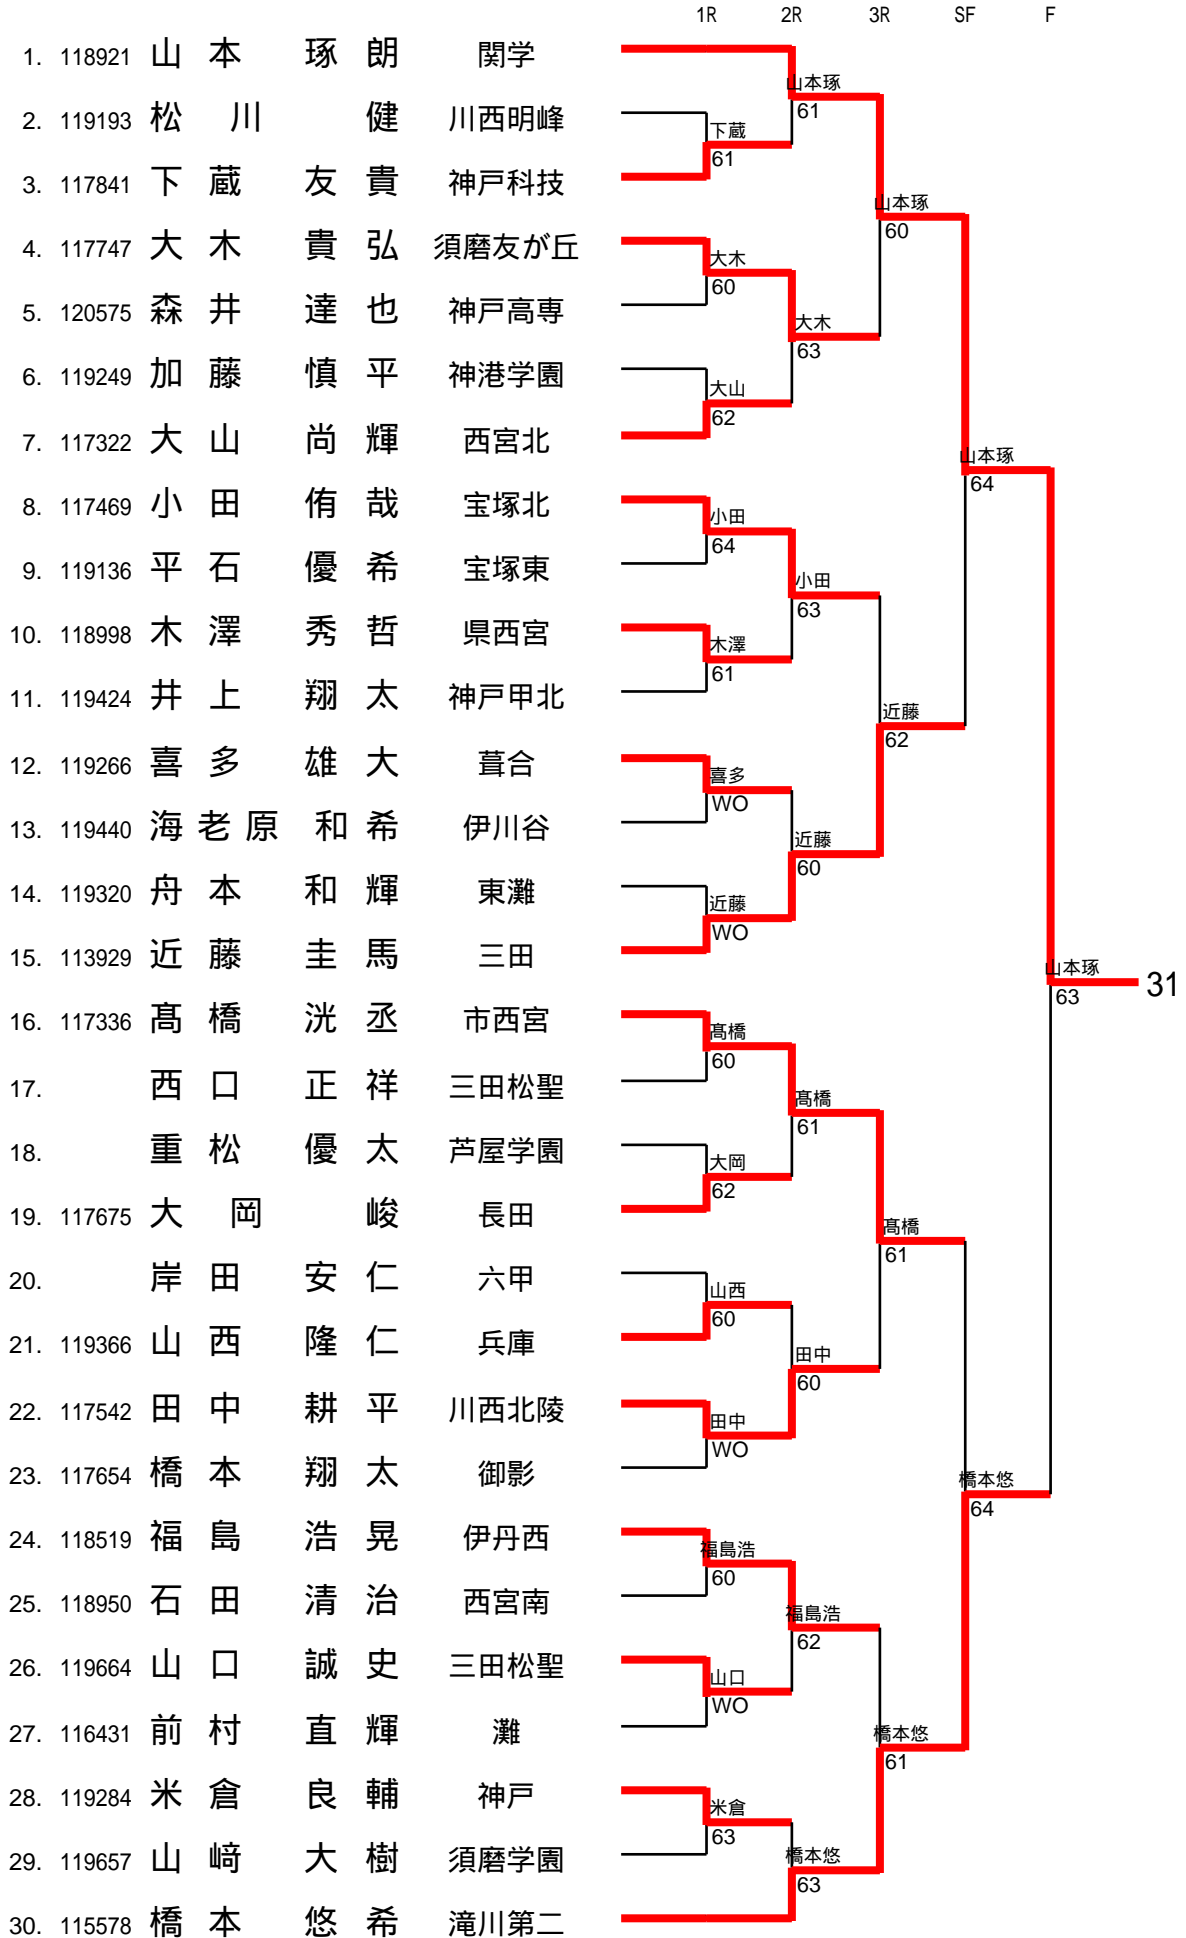 1R 2R 3R SF F
1. 118921 山本 琢朗 関学
山本琢
61
2. 119193 松川 健 川西明峰
下蔵
61
3. 117841 下蔵 友貴 神戸科技
山本琢
60
4. 117747 大木 貴弘 須磨友が丘
大木
60
5. 120575 森井 達也 神戸高専
大木
63
6. 119249 加藤 慎平 神港学園
大山
62
7. 117322 大山 尚輝 西宮北
山本琢
64
8. 117469 小田 侑哉 宝塚北
小田
64
9. 119136 平石 優希 宝塚東
小田
63
10. 118998 木澤 秀哲 県西宮
木澤
61
11. 119424 井上 翔太 神戸甲北
近藤
62
12. 119266 喜多 雄大 葺合
喜多
WO
13. 119440 海老原 和希 伊川谷
近藤
60
14. 119320 舟本 和輝 東灘
近藤
WO
15. 113929 近藤 圭馬 三田
山本琢
63
31
16. 117336 髙橋 洸丞 市西宮
髙橋
60
17. 西口 正祥 三田松聖
髙橋
61
18. 重松 優太 芦屋学園
大岡
62
19. 117675 大岡 峻 長田
髙橋
61
20. 岸田 安仁 六甲
山西
60
21. 119366 山西 隆仁 兵庫
田中
60
22. 117542 田中 耕平 川西北陵
田中
WO
23. 117654 橋本 翔太 御影
橋本悠
64
24. 118519 福島 浩晃 伊丹西
福島浩
60
25. 118950 石田 清治 西宮南
福島浩
62
26. 119664 山口 誠史 三田松聖
山口
WO
27. 116431 前村 直輝 灘
橋本悠
61
28. 119284 米倉 良輔 神戸
米倉
63
29. 119657 山﨑 大樹 須磨学園
橋本悠
63
30. 115578 橋本 悠希 滝川第二